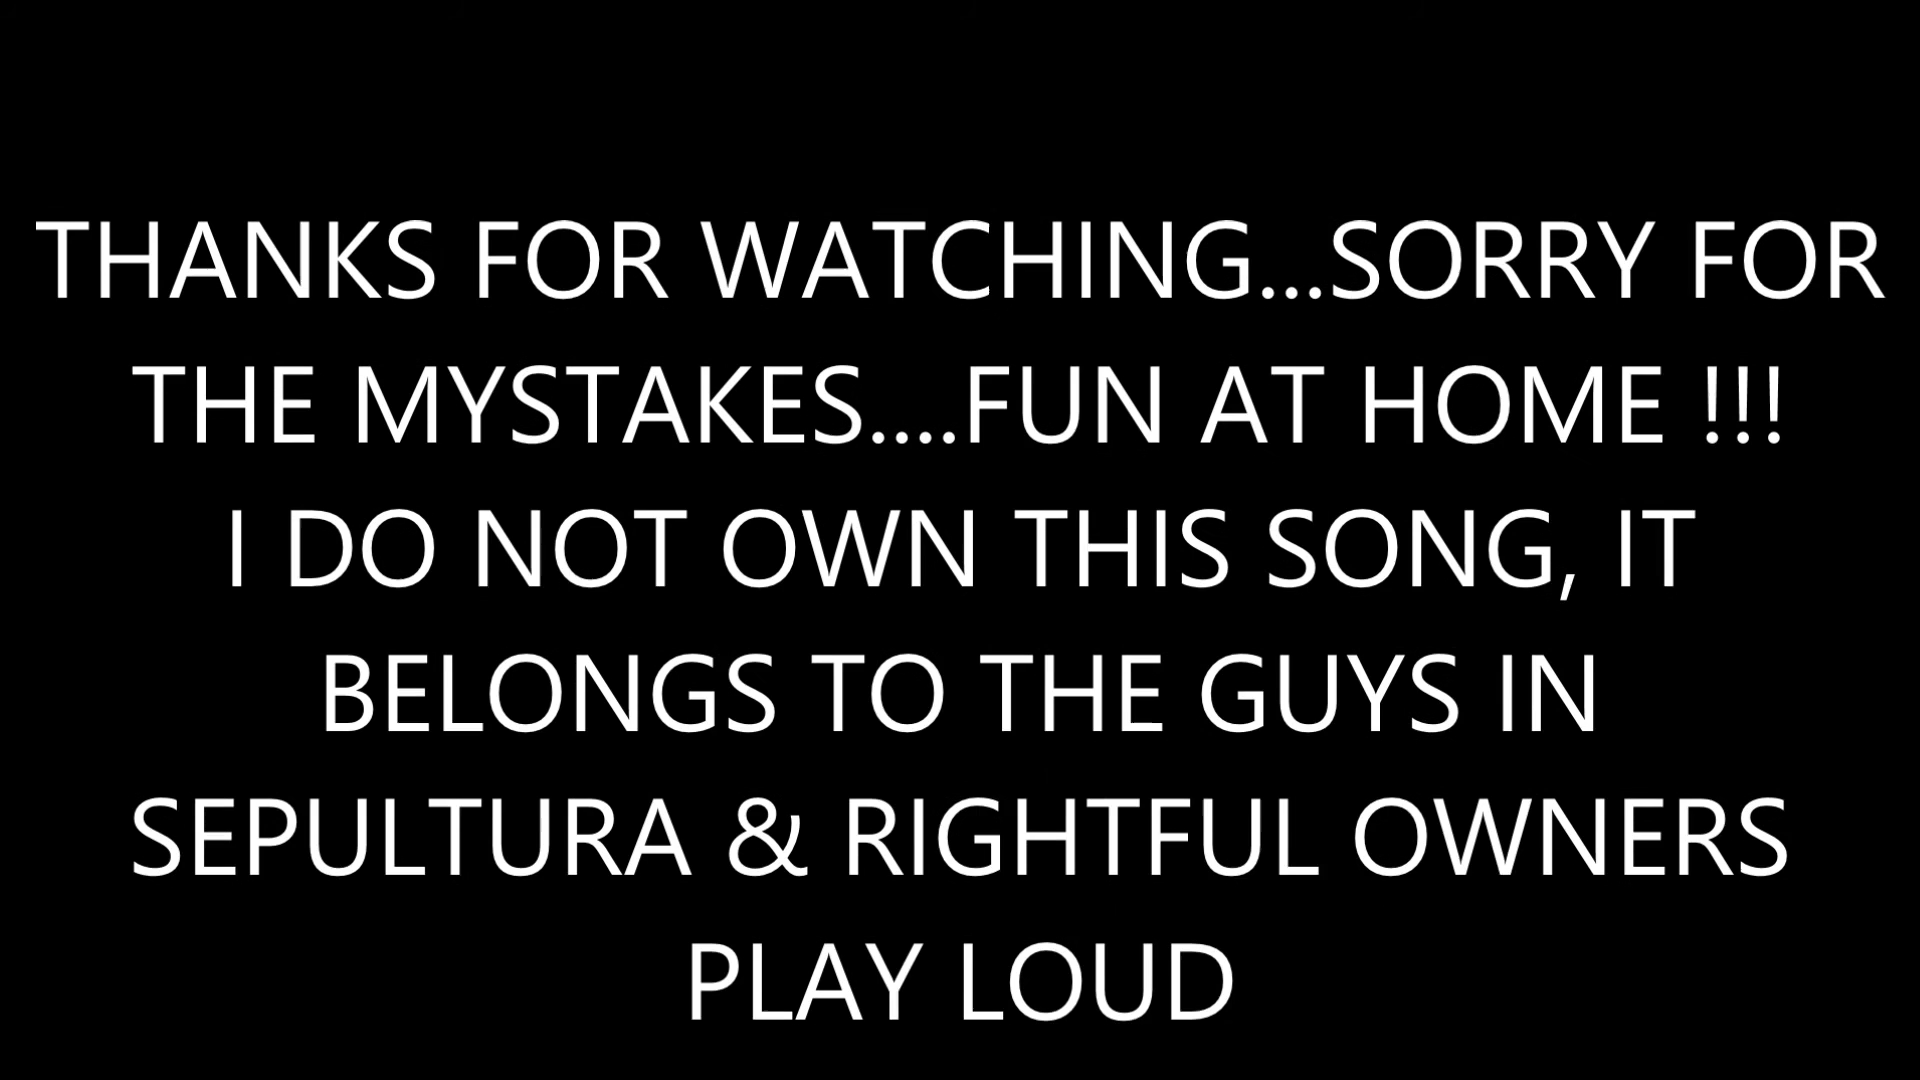 THANKS FOR WATCHING...SORRY FOR
THE MYSTAKES....FUN AT HOME !!!
I DO NOT OWN THIS SONG, IT
BELONGS TO THE GUYS IN
SEPULTURA & RIGHTFUL OWNERS
PLAY LOUD